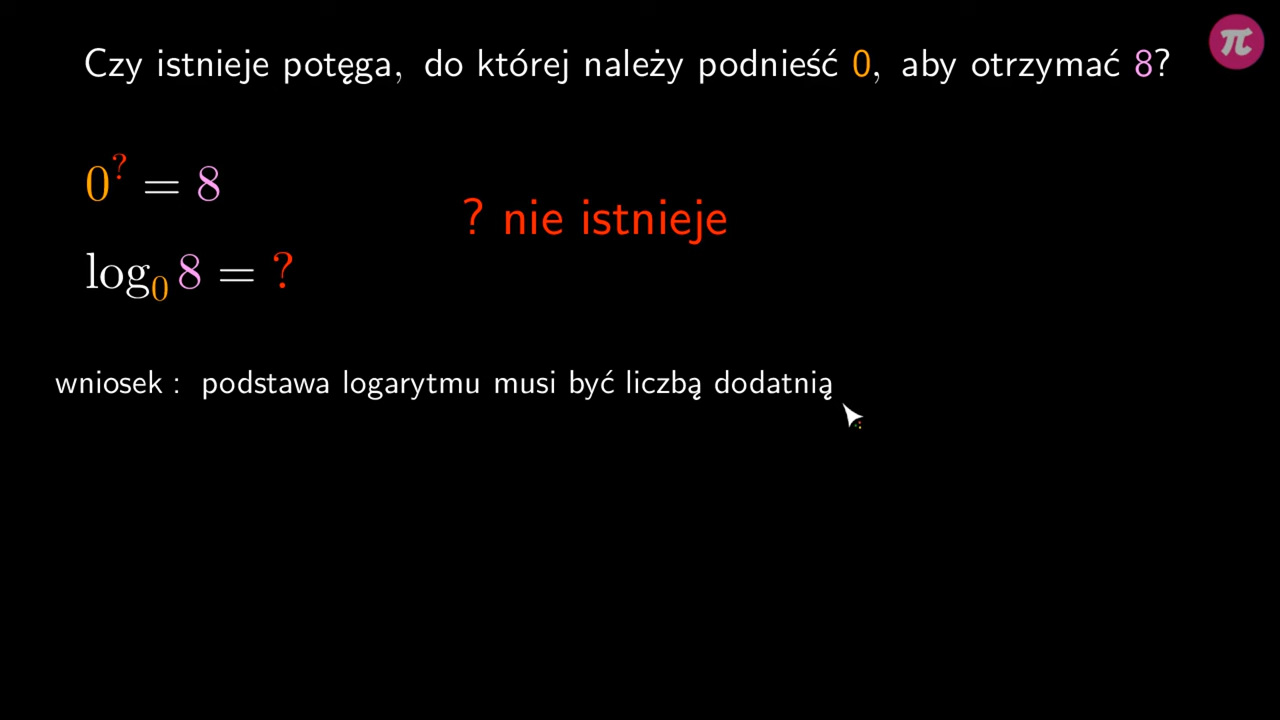 Czy istnieje potęga, do której należy podnieść 0, aby otrzymać 8?
π
0^? = 8
? nie istnieje
log_0 8 = ?
wniosek : podstawa logarytmu musi być liczbą dodatnią